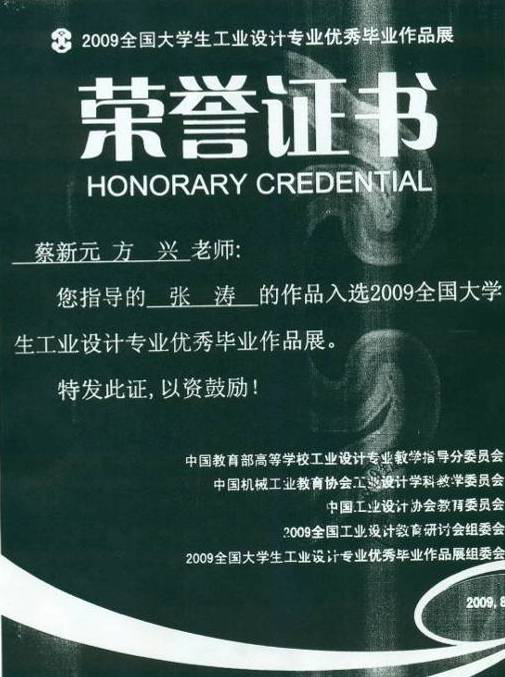 2009全国大学生工业设计专业优秀毕业作品展
荣誉证书
HONORARY CREDENTIAL
蔡新元 方 兴 老师:
您指导的 张 涛 的作品入选2009全国大学
生工业设计专业优秀毕业作品展。
特发此证,以资鼓励!
中国教育部高等学校工业设计专业教学指导分委员会
中国机械工业教育协会工业设计学科教学委员会
中国工业设计协会教育委员会
2009全国工业设计教育研讨会组委会
2009全国大学生工业设计专业优秀毕业作品展组委会
2009.8